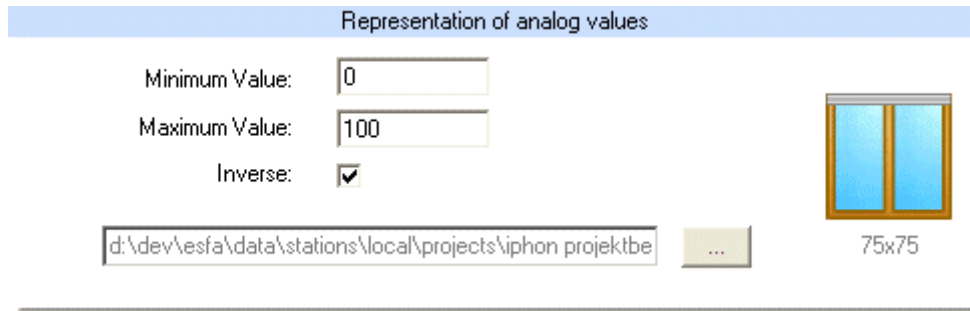 Representation of analog values
Minimum Value: 0
Maximum Value: 100
Inverse:
d:\dev\esfa\data\stations\local\projects\iphon projektbe ...
75x75